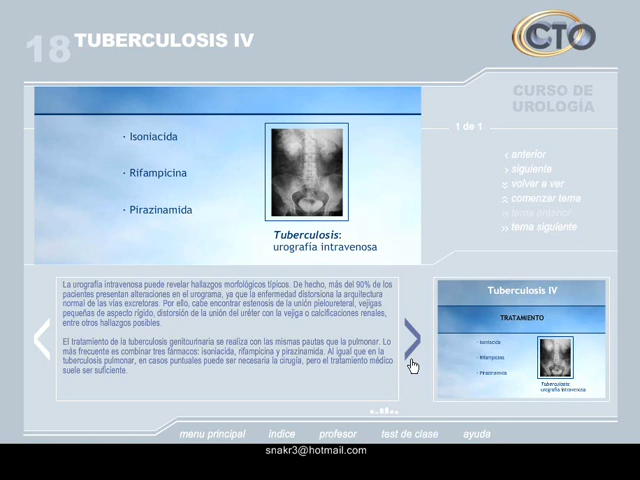 18 TUBERCULOSIS IV
CTO
CURSO DE
UROLOGÍA
1 de 1
· Isoniacida
· Rifampicina
· Pirazinamida
Tuberculosis:
urografía intravenosa
‹ anterior
› siguiente
volver a ver
comenzar tema
tema anterior
›› tema siguiente
La urografía intravenosa puede revelar hallazgos morfológicos típicos. De hecho, más del 90% de los
pacientes presentan alteraciones en el urograma, ya que la enfermedad distorsiona la arquitectura
normal de las vías excretoras. Por ello, cabe encontrar estenosis de la unión pieloureteral, vejigas
pequeñas de aspecto rígido, distorsión de la unión del uréter con la vejiga o calcificaciones renales,
entre otros hallazgos posibles.
El tratamiento de la tuberculosis genitourinaria se realiza con las mismas pautas que la pulmonar. Lo
más frecuente es combinar tres fármacos: isoniacida, rifampicina y pirazinamida. Al igual que en la
tuberculosis pulmonar, en casos puntuales puede ser necesaria la cirugía, pero el tratamiento médico
suele ser suficiente.
Tuberculosis IV
TRATAMIENTO
· Isoniacida
· Rifampicina
· Pirazinamida
Tuberculosis:
urografía intravenosa
menu principal índice profesor test de clase ayuda
snakr3@hotmail.com